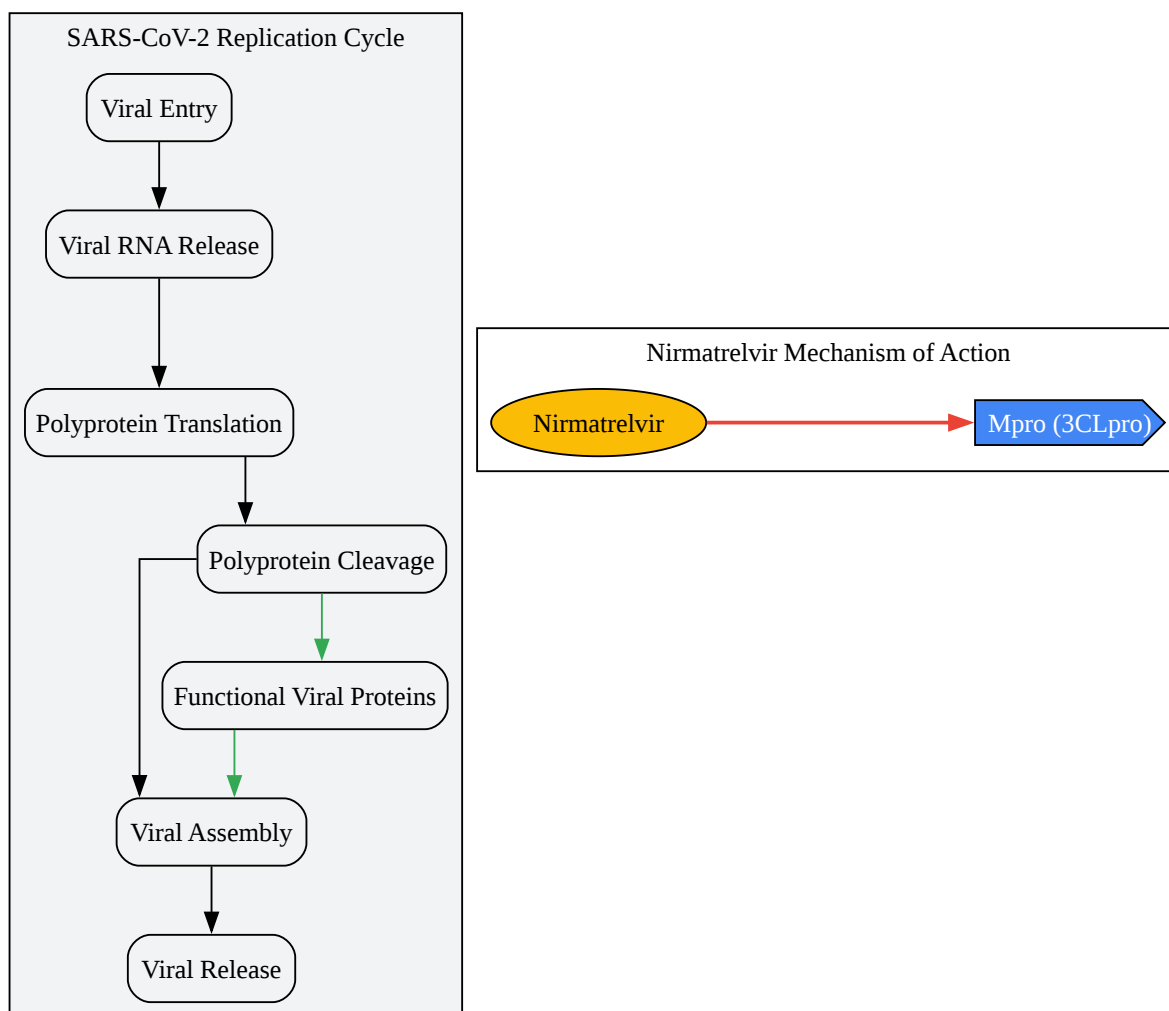 SARS-CoV-2 Replication Cycle
Viral Entry
Viral RNA Release
Polyprotein Translation
Polyprotein Cleavage
Functional Viral Proteins
Viral Assembly
Viral Release
Nirmatrelvir Mechanism of Action
Nirmatrelvir
Mpro (3CLpro)